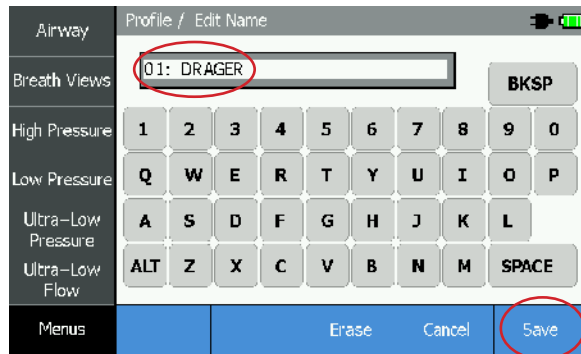 Airway
Profile / Edit Name
01: DRAGER
Breath Views
BKSP
High Pressure
1 2 3 4 5 6 7 8 9 0
Low Pressure
Q W E R T Y U I O P
Ultra-Low
Pressure
A S D F G H J K L
Ultra-Low
Flow
ALT Z X C V B N M SPACE
Menus
Erase Cancel Save